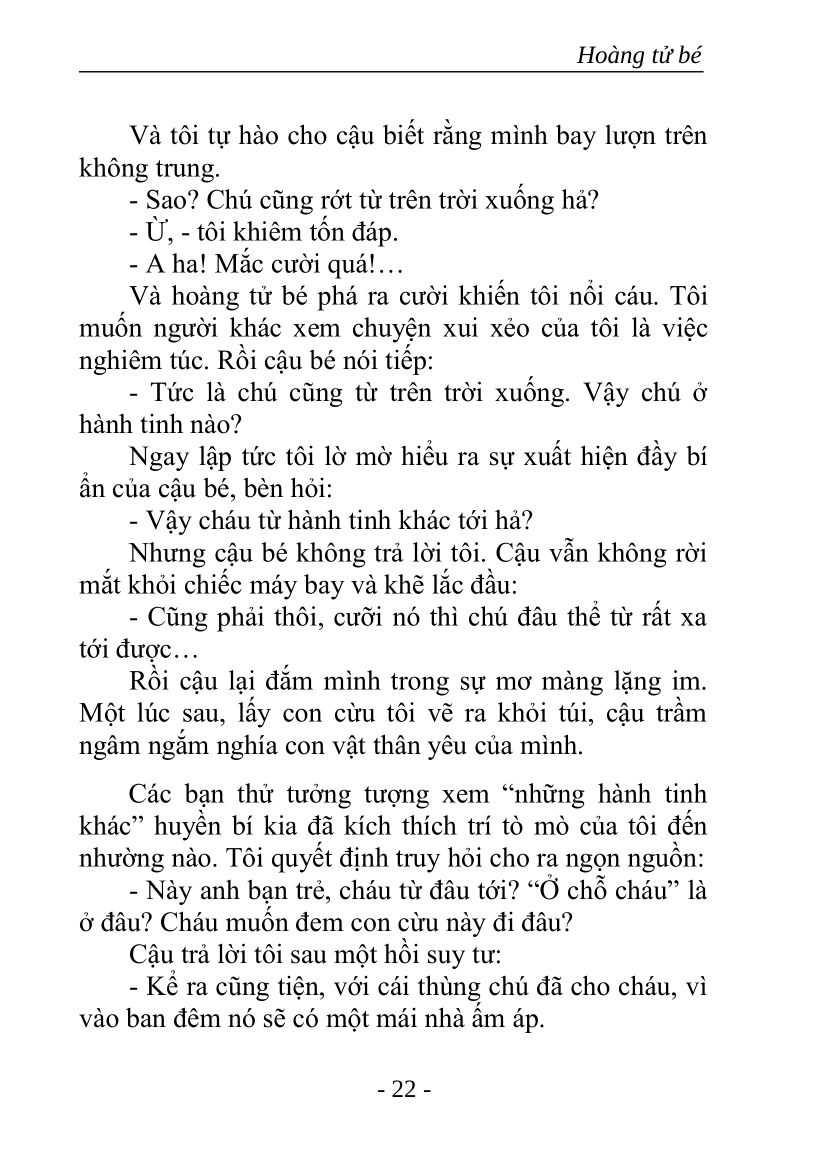 Hoàng tử bé
Và tôi tự hào cho cậu biết rằng mình bay lượn trên
không trung.
- Sao? Chú cũng rớt từ trên trời xuống hả?
- Ừ, - tôi khiêm tốn đáp.
- A ha! Mắc cười quá!…
Và hoàng tử bé phá ra cười khiến tôi nổi cáu. Tôi
muốn người khác xem chuyện xui xẻo của tôi là việc
nghiêm túc. Rồi cậu bé nói tiếp:
- Tức là chú cũng từ trên trời xuống. Vậy chú ở
hành tinh nào?
Ngay lập tức tôi lờ mờ hiểu ra sự xuất hiện đầy bí
ẩn của cậu bé, bèn hỏi:
- Vậy cháu từ hành tinh khác tới hả?
Nhưng cậu bé không trả lời tôi. Cậu vẫn không rời
mắt khỏi chiếc máy bay và khẽ lắc đầu:
- Cũng phải thôi, cưỡi nó thì chú đâu thể từ rất xa
tới được…
Rồi cậu lại đắm mình trong sự mơ màng lặng im.
Một lúc sau, lấy con cừu tôi vẽ ra khỏi túi, cậu trầm
ngâm ngắm nghía con vật thân yêu của mình.
Các bạn thử tưởng tượng xem “những hành tinh
khác” huyền bí kia đã kích thích trí tò mò của tôi đến
nhường nào. Tôi quyết định truy hỏi cho ra ngọn nguồn:
- Này anh bạn trẻ, cháu từ đâu tới? “Ở chỗ cháu” là
ở đâu? Cháu muốn đem con cừu này đi đâu?
Cậu trả lời tôi sau một hồi suy tư:
- Kể ra cũng tiện, với cái thùng chú đã cho cháu, vì
vào ban đêm nó sẽ có một mái nhà ấm áp.
- 22 -